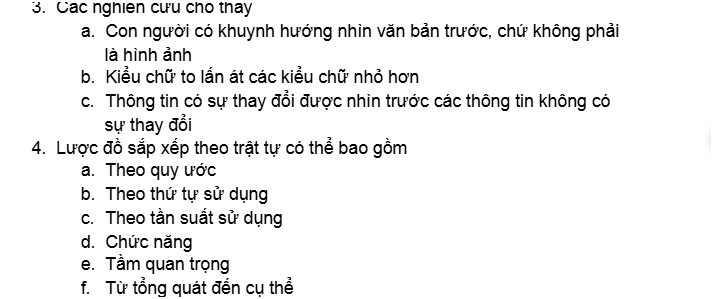 3. Các nghiên cứu cho thấy
a. Con người có khuynh hướng nhìn văn bản trước, chứ không phải
là hình ảnh
b. Kiểu chữ to lấn át các kiểu chữ nhỏ hơn
c. Thông tin có sự thay đổi được nhìn trước các thông tin không có
sự thay đổi
4. Lược đồ sắp xếp theo trật tự có thể bao gồm
a. Theo quy ước
b. Theo thứ tự sử dụng
c. Theo tần suất sử dụng
d. Chức năng
e. Tầm quan trọng
f. Từ tổng quát đến cụ thể